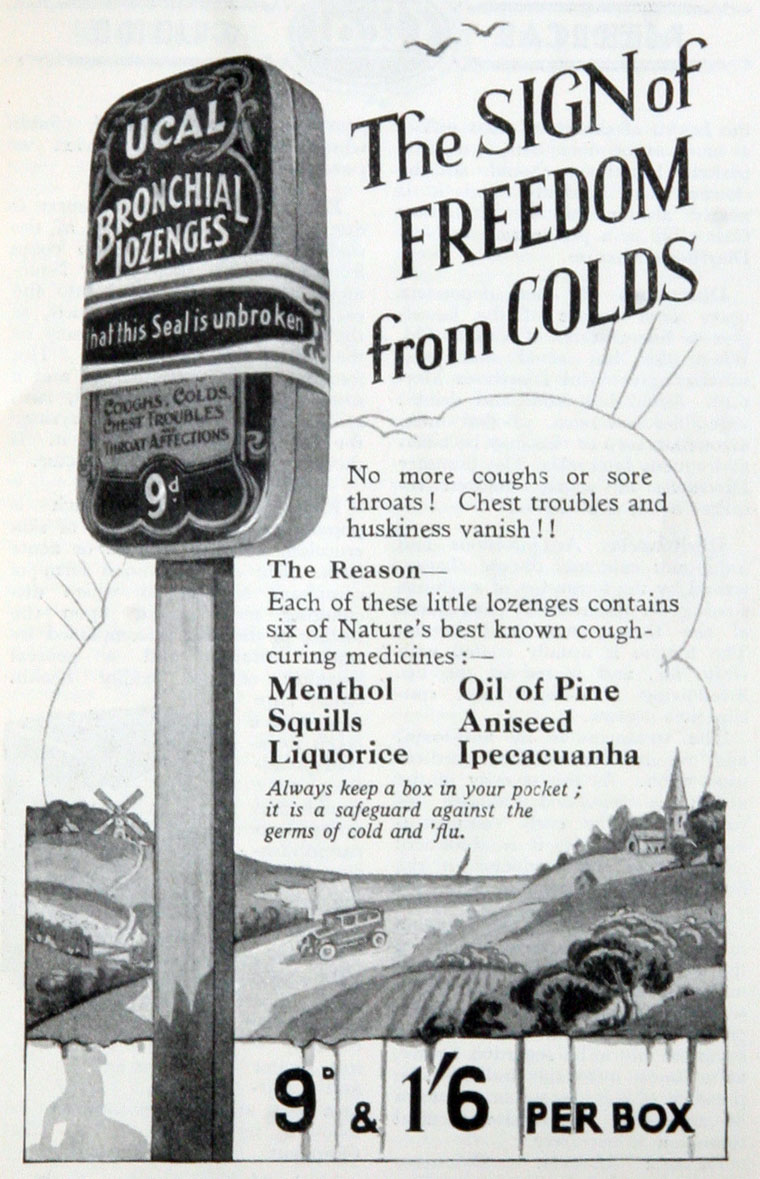 UCAL
BRONCHIAL
LOZENGES
that this Seal is unbroken
COUGHS, COLDS,
CHEST TROUBLES
THROAT AFFECTIONS
9d
The SIGN of
FREEDOM
from COLDS
No more coughs or sore
throats! Chest troubles and
huskiness vanish!!
The Reason—
Each of these little lozenges contains
six of Nature's best known cough-
curing medicines:—
Menthol Oil of Pine
Squills Aniseed
Liquorice Ipecacuanha
Always keep a box in your pocket;
it is a safeguard against the
germs of cold and 'flu.
9D & 1'6 PER BOX